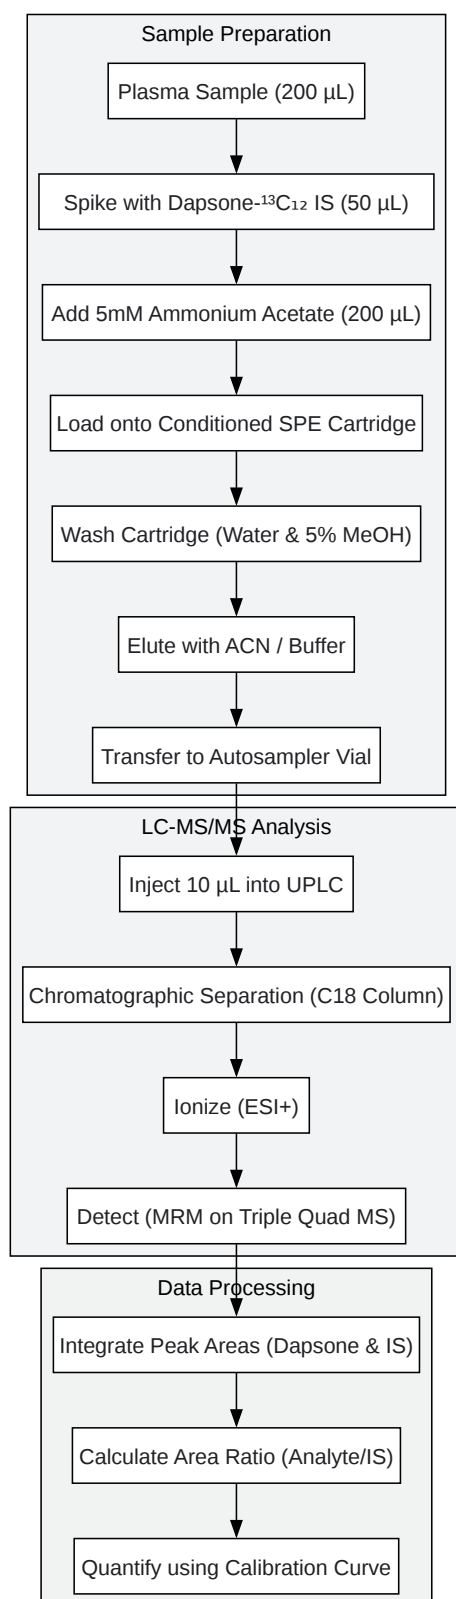 Sample Preparation
Plasma Sample (200 µL)
Spike with Dapsone-¹³C₁₂ IS (50 µL)
Add 5mM Ammonium Acetate (200 µL)
Load onto Conditioned SPE Cartridge
Wash Cartridge (Water & 5% MeOH)
Elute with ACN / Buffer
Transfer to Autosampler Vial
LC-MS/MS Analysis
Inject 10 µL into UPLC
Chromatographic Separation (C18 Column)
Ionize (ESI+)
Detect (MRM on Triple Quad MS)
Data Processing
Integrate Peak Areas (Dapsone & IS)
Calculate Area Ratio (Analyte/IS)
Quantify using Calibration Curve